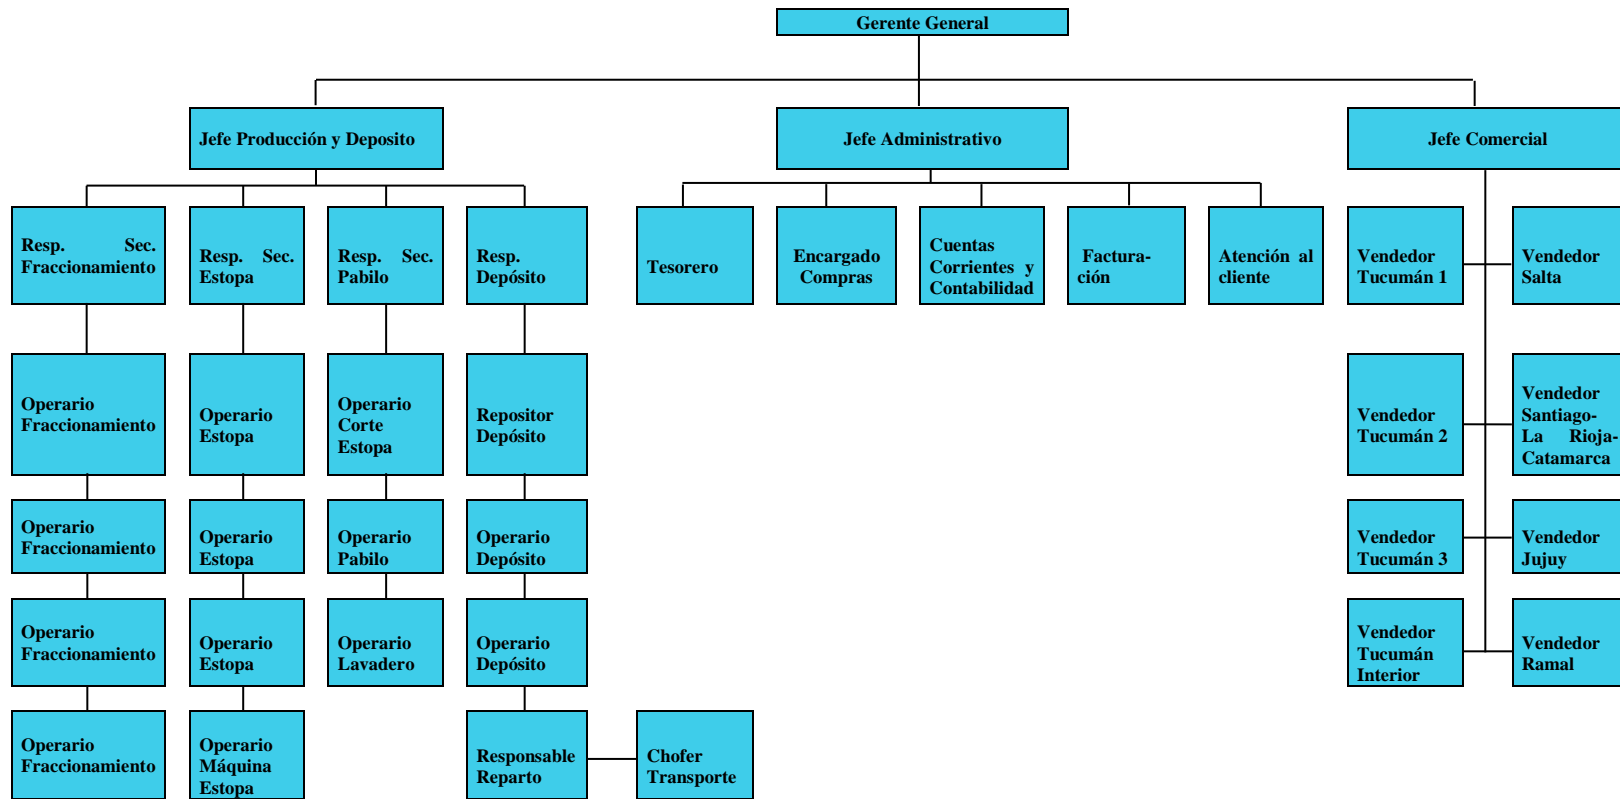 Gerente General
Jefe Producción y Deposito
Jefe Administrativo
Jefe Comercial
Resp. Sec.
Fraccionamiento
Resp. Sec.
Estopa
Resp. Sec.
Pabilo
Resp.
Depósito
Tesorero
Encargado
Compras
Cuentas
Corrientes y
Contabilidad
Factura-
ción
Atención al
cliente
Vendedor
Tucumán 1
Vendedor
Salta
Operario
Fraccionamiento
Operario
Estopa
Operario
Corte
Estopa
Repositor
Depósito
Vendedor
Tucumán 2
Vendedor
Santiago-
La Rioja-
Catamarca
Operario
Fraccionamiento
Operario
Estopa
Operario
Pabilo
Operario
Depósito
Vendedor
Tucumán 3
Vendedor
Jujuy
Operario
Fraccionamiento
Operario
Estopa
Operario
Lavadero
Operario
Depósito
Vendedor
Tucumán
Interior
Vendedor
Ramal
Operario
Fraccionamiento
Operario
Máquina
Estopa
Responsable
Reparto
Chofer
Transporte